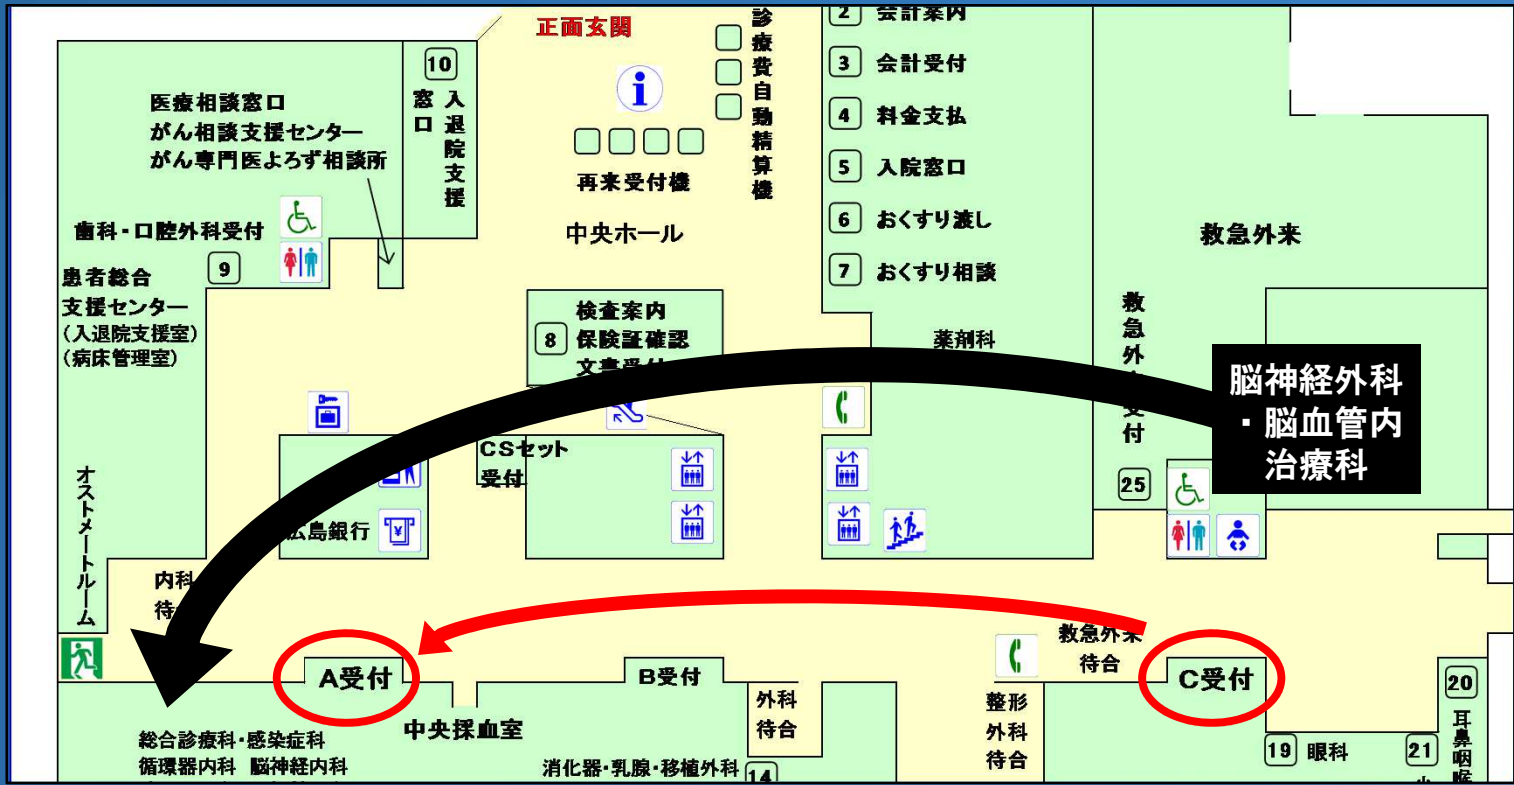 正面玄関
診療費自動精算機
2 会計案内
3 会計受付
4 料金支払
5 入院窓口
6 おくすり渡し
7 おくすり相談
10
入退院支援
窓口
医療相談窓口
がん相談支援センター
がん専門医よろず相談所
i
再来受付機
中央ホール
歯科・口腔外科受付
9
患者総合
支援センター
(入退院支援室)
(病床管理室)
8
検査案内
保険証確認
薬剤科
救急外来
25
脳神経外科
・脳血管内
治療科
CSセット
受付
広島銀行
¥
オストメートルーム
内科
A受付
B受付
C受付
救急外来
待合
中央採血室
外科
待合
整形
外科
待合
総合診療科・感染症科
循環器内科 脳神経内科
消化器・乳腺・移植外科
14
19 眼科
20
21